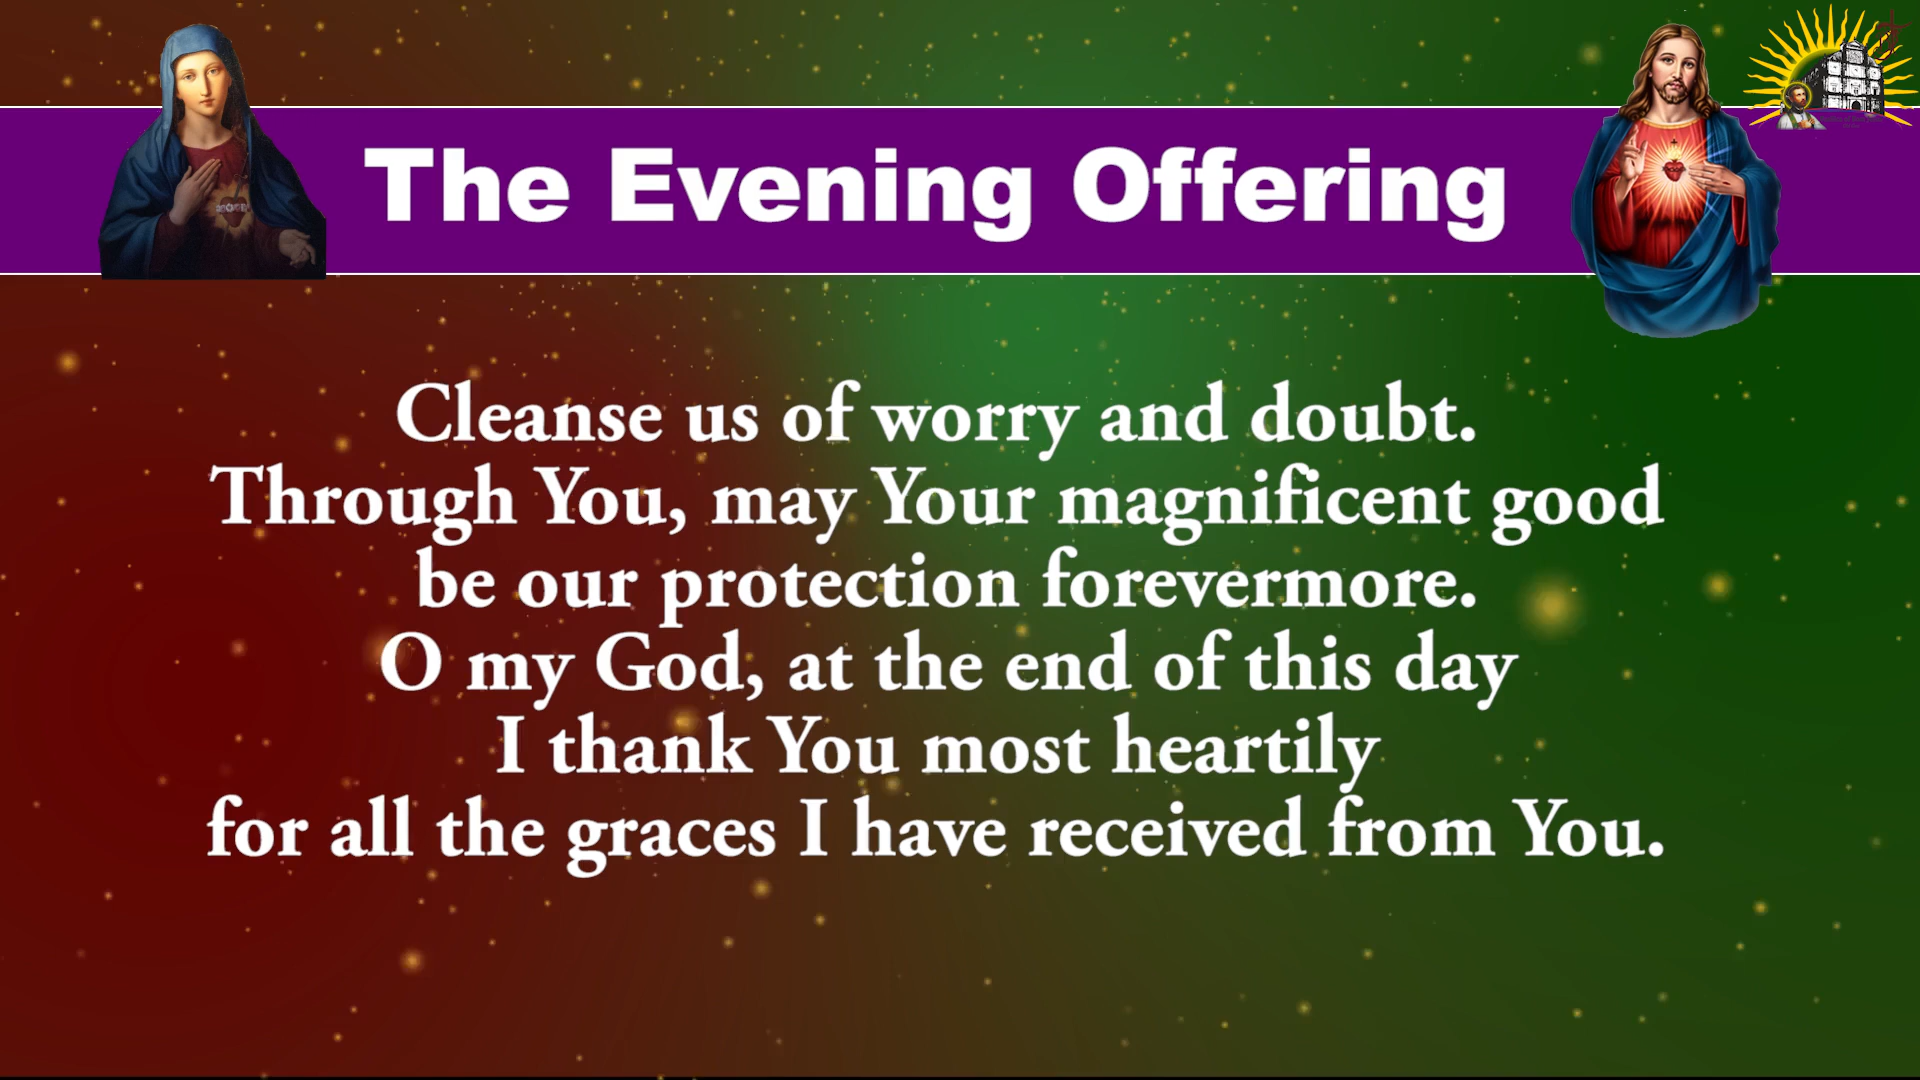 The Evening Offering
Cleanse us of worry and doubt.
Through You, may Your magnificent good
be our protection forevermore.
O my God, at the end of this day
I thank You most heartily
for all the graces I have received from You.